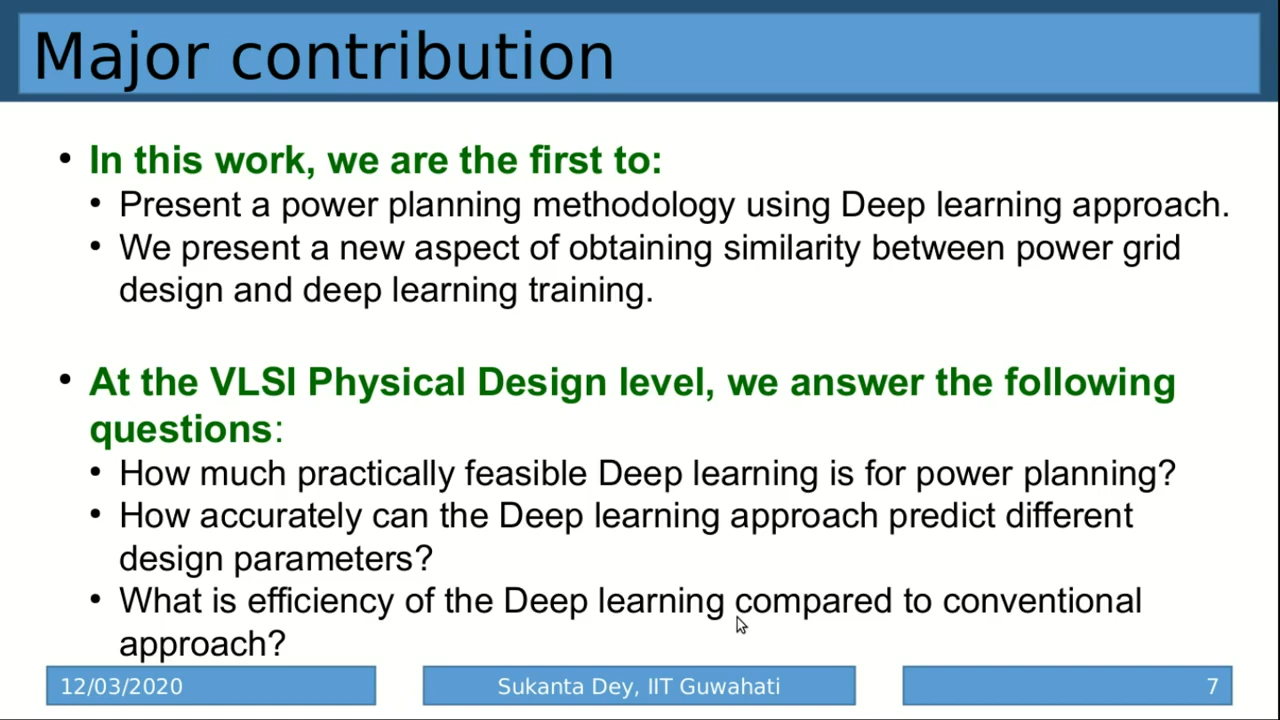 Major contribution
• In this work, we are the first to:
• Present a power planning methodology using Deep learning approach.
• We present a new aspect of obtaining similarity between power grid
design and deep learning training.
• At the VLSI Physical Design level, we answer the following
questions:
• How much practically feasible Deep learning is for power planning?
• How accurately can the Deep learning approach predict different
design parameters?
• What is efficiency of the Deep learning compared to conventional
approach?
12/03/2020
Sukanta Dey, IIT Guwahati
7